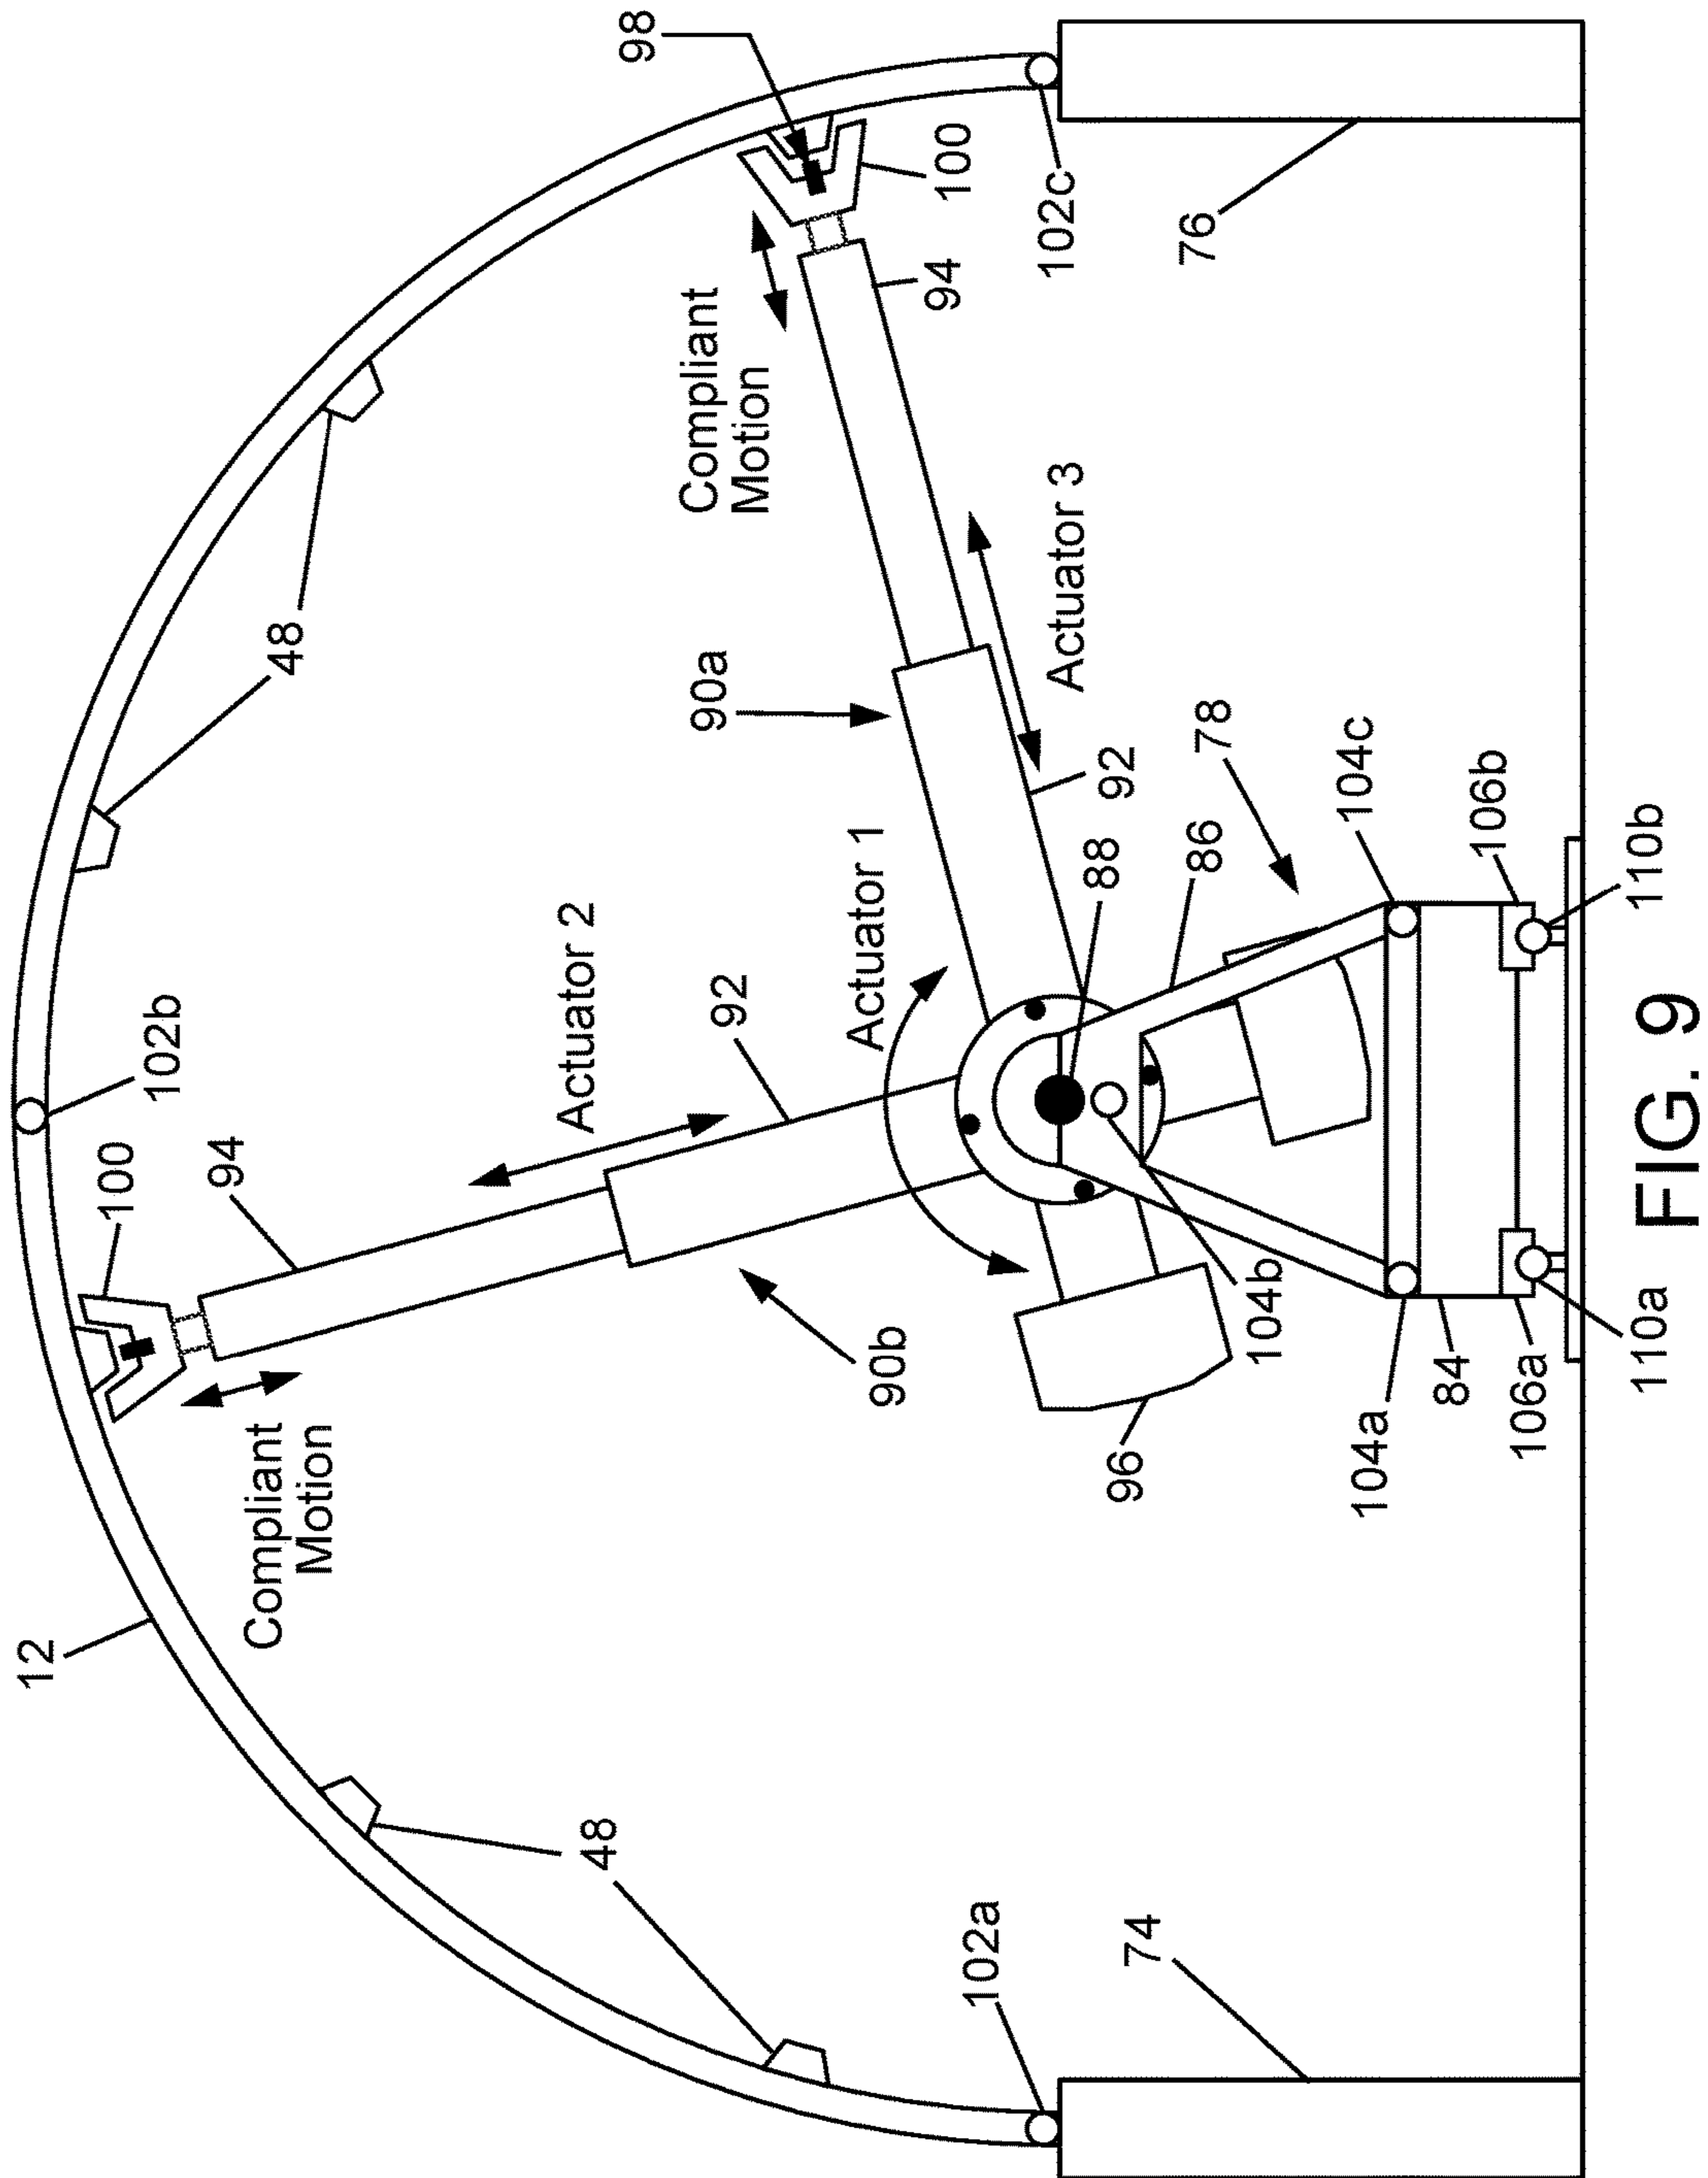 12
102b
98
100
94
Compliant
Motion
48
Compliant
Motion
100
94
Actuator 2
92
90a
90b
Actuator 1
Actuator 3
92
48
88
86
78
102a
102c
96
104b
104c
74
76
104a
84
106a
106b
110a
110b
FIG. 9